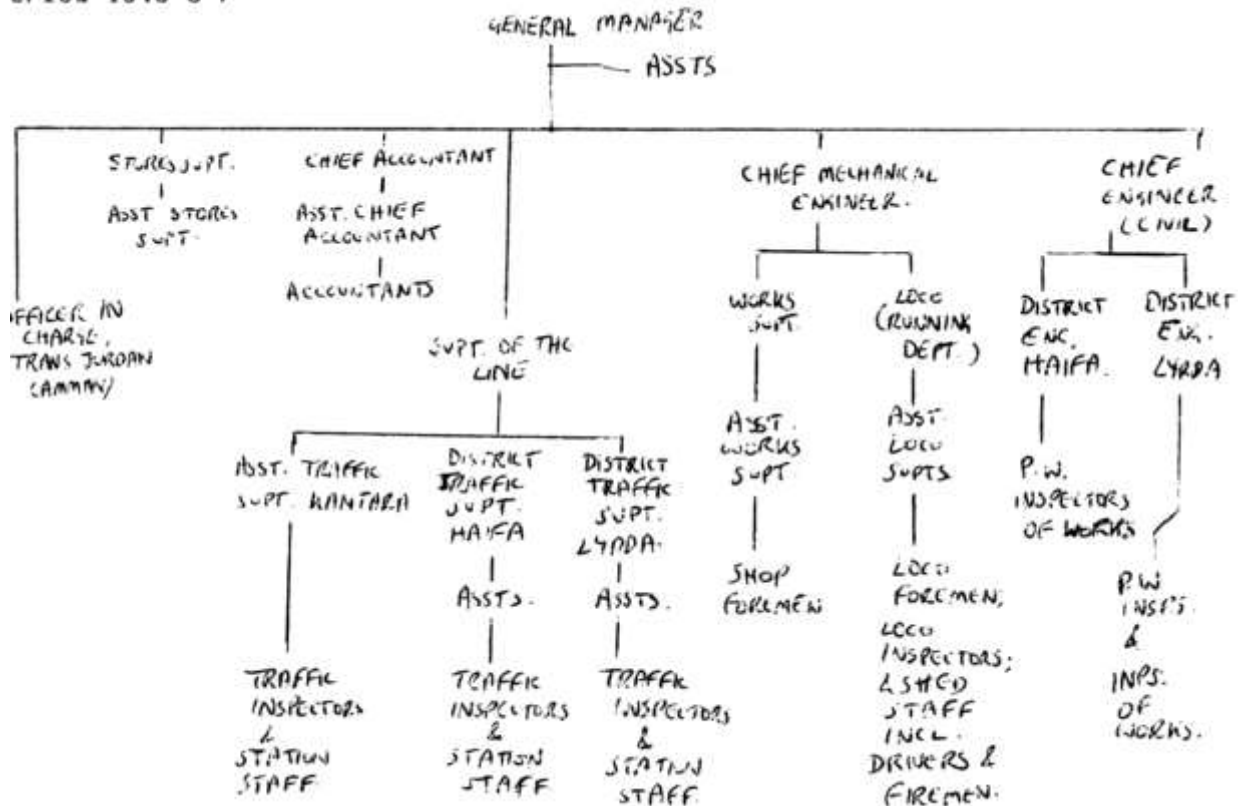 GENERAL MANAGER
ASSTS
STORES SUPT.
ASST STORES
SUPT.
CHIEF ACCOUNTANT
ASST. CHIEF
ACCOUNTANT
ACCOUNTANTS
CHIEF MECHANICAL
ENGINEER.
CHIEF
ENGINEER
(CIVIL)
FFICER IN
CHARGE,
TRANS JORDAN
(AMMAN)
SUPT. OF THE
LINE
WORKS
SUPT.
LOCO
(RUNNING
DEPT.)
DISTRICT
ENG.
HAIFA.
DISTRICT
ENG.
LYDDA
ASST.
WORKS
SUPT
ASST.
LOCO
SUPTS
P.W.
INSPECTORS
OF WORKS
ASST. TRAFFIC
SUPT. KANTARA
DISTRICT
TRAFFIC
SUPT.
HAIFA
DISTRICT
TRAFFIC
SUPT.
LYDDA.
ASSTS.
ASSTS.
SHOP
FOREMEN
LOCO
FOREMEN,
LOCO
INSPECTORS;
& SHED
STAFF
INCL.
DRIVERS &
FIREMEN.
P.W
INSPS.
&
INPS.
OF
WORKS.
TRAFFIC
INSPECTORS
&
STATION
STAFF
TRAFFIC
INSPECTORS
&
STATION
STAFF
TRAFFIC
INSPECTORS
&
STATION
STAFF.